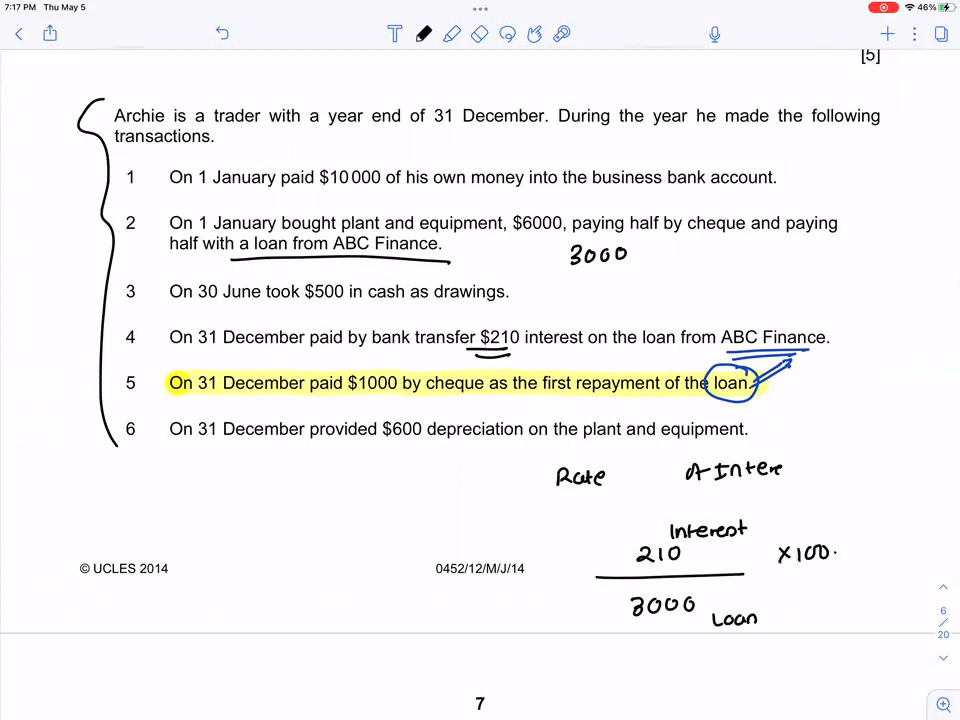 7:17 PM Thu May 5
46%
[5]
Archie is a trader with a year end of 31 December. During the year he made the following
transactions.
1 On 1 January paid $10 000 of his own money into the business bank account.
2 On 1 January bought plant and equipment, $6000, paying half by cheque and paying
half with a loan from ABC Finance.
3000
3 On 30 June took $500 in cash as drawings.
4 On 31 December paid by bank transfer $210 interest on the loan from ABC Finance.
5 On 31 December paid $1000 by cheque as the first repayment of the loan.
6 On 31 December provided $600 depreciation on the plant and equipment.
Rate of Intere
Interest
210 x100.
3000
Loan
© UCLES 2014 0452/12/M/J/14
6
/
20
7